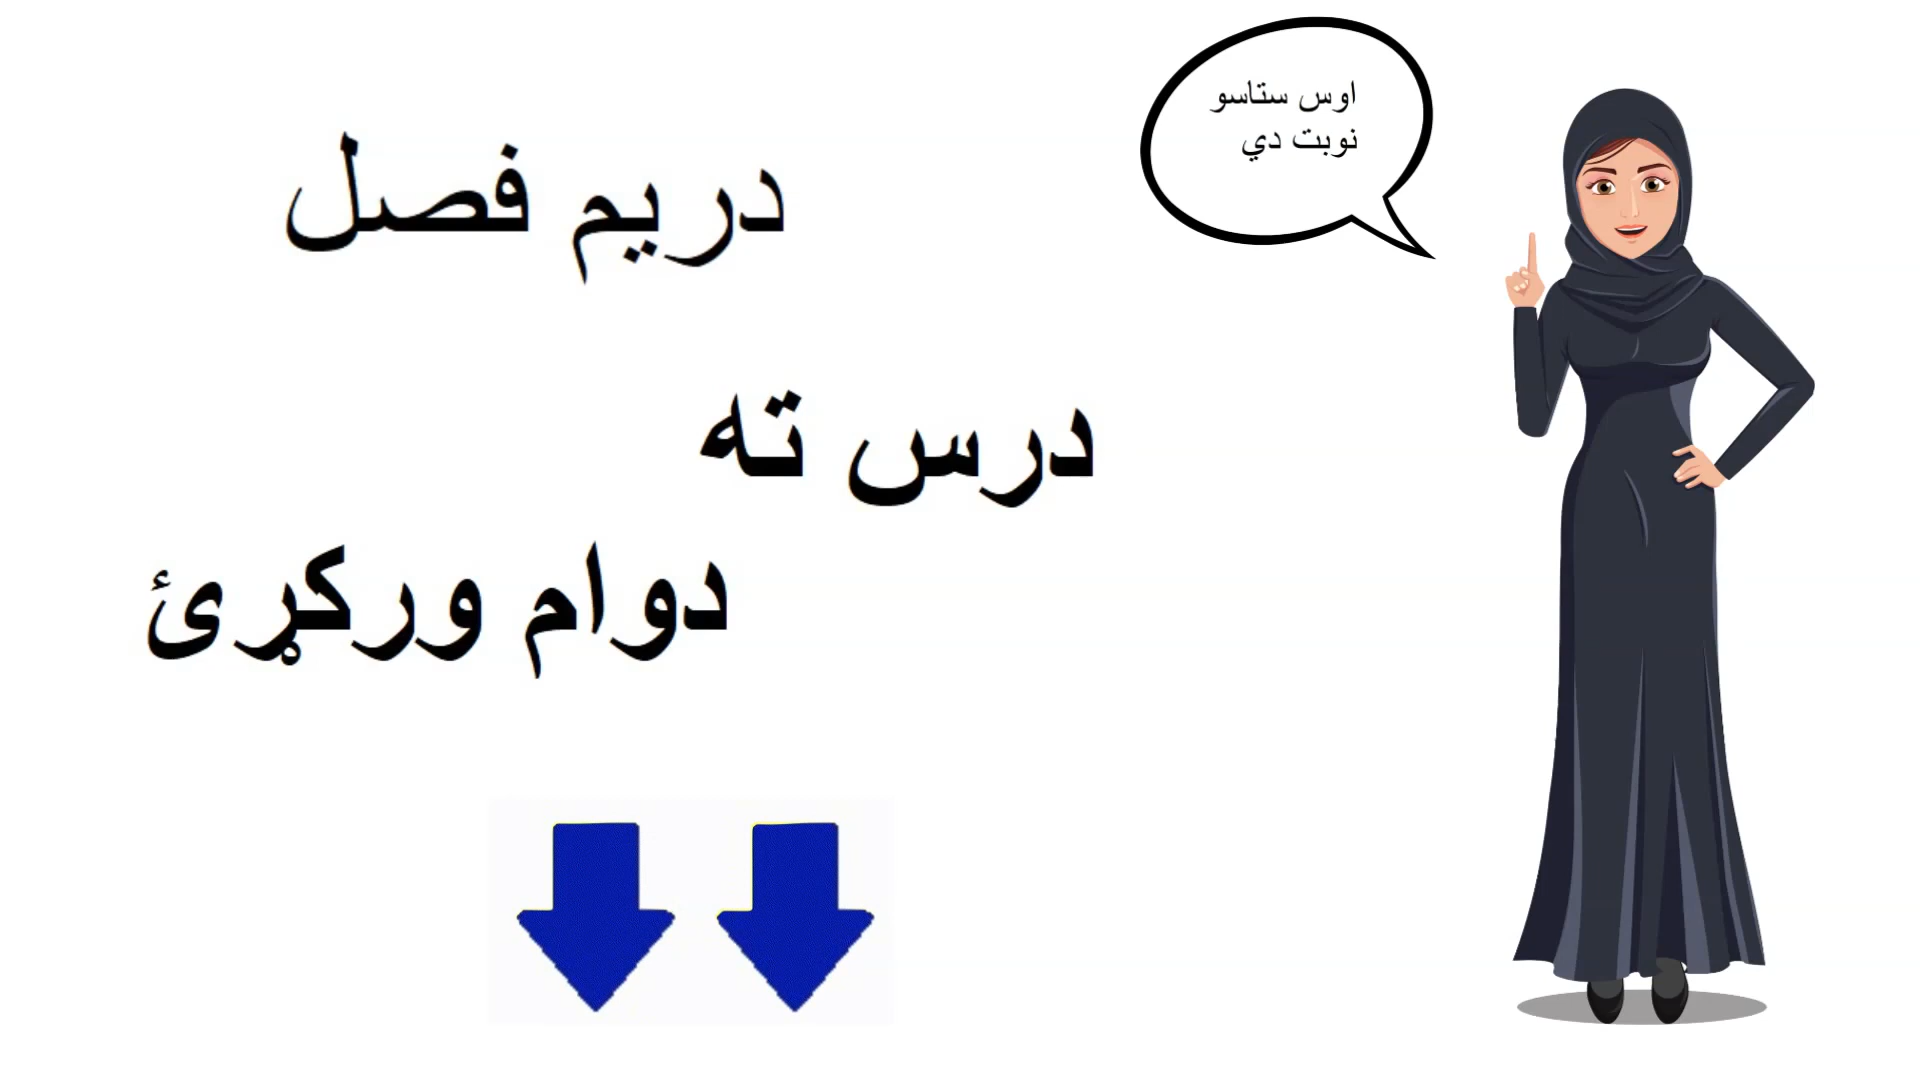 اوس ستاسو
نوبت دي
دريم فصل
درس ته
دوام ورکړئ